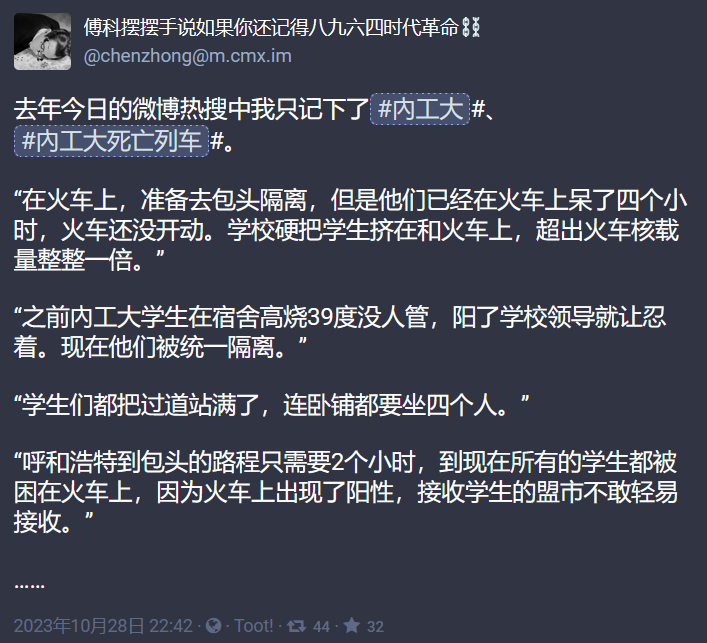 傅科摆摆手说如果你还记得八九六四时代革命⛓️⛓️
@chenzhong@m.cmx.im
去年今日的微博热搜中我只记下了 #内工大#、
#内工大死亡列车#。
“在火车上，准备去包头隔离，但是他们已经在火车上呆了四个小
时，火车还没开动。学校硬把学生挤在和火车上，超出火车核载
量整整一倍。”
“之前内工大学生在宿舍高烧39度没人管，阳了学校领导就让忍
着。现在他们被统一隔离。”
“学生们都把过道站满了，连卧铺都要坐四个人。”
“呼和浩特到包头的路程只需要2个小时，到现在所有的学生都被
困在火车上，因为火车上出现了阳性，接收学生的盟市不敢轻易
接收。”
……
2023年10月28日 22:42 · Toot! · 44 · 32